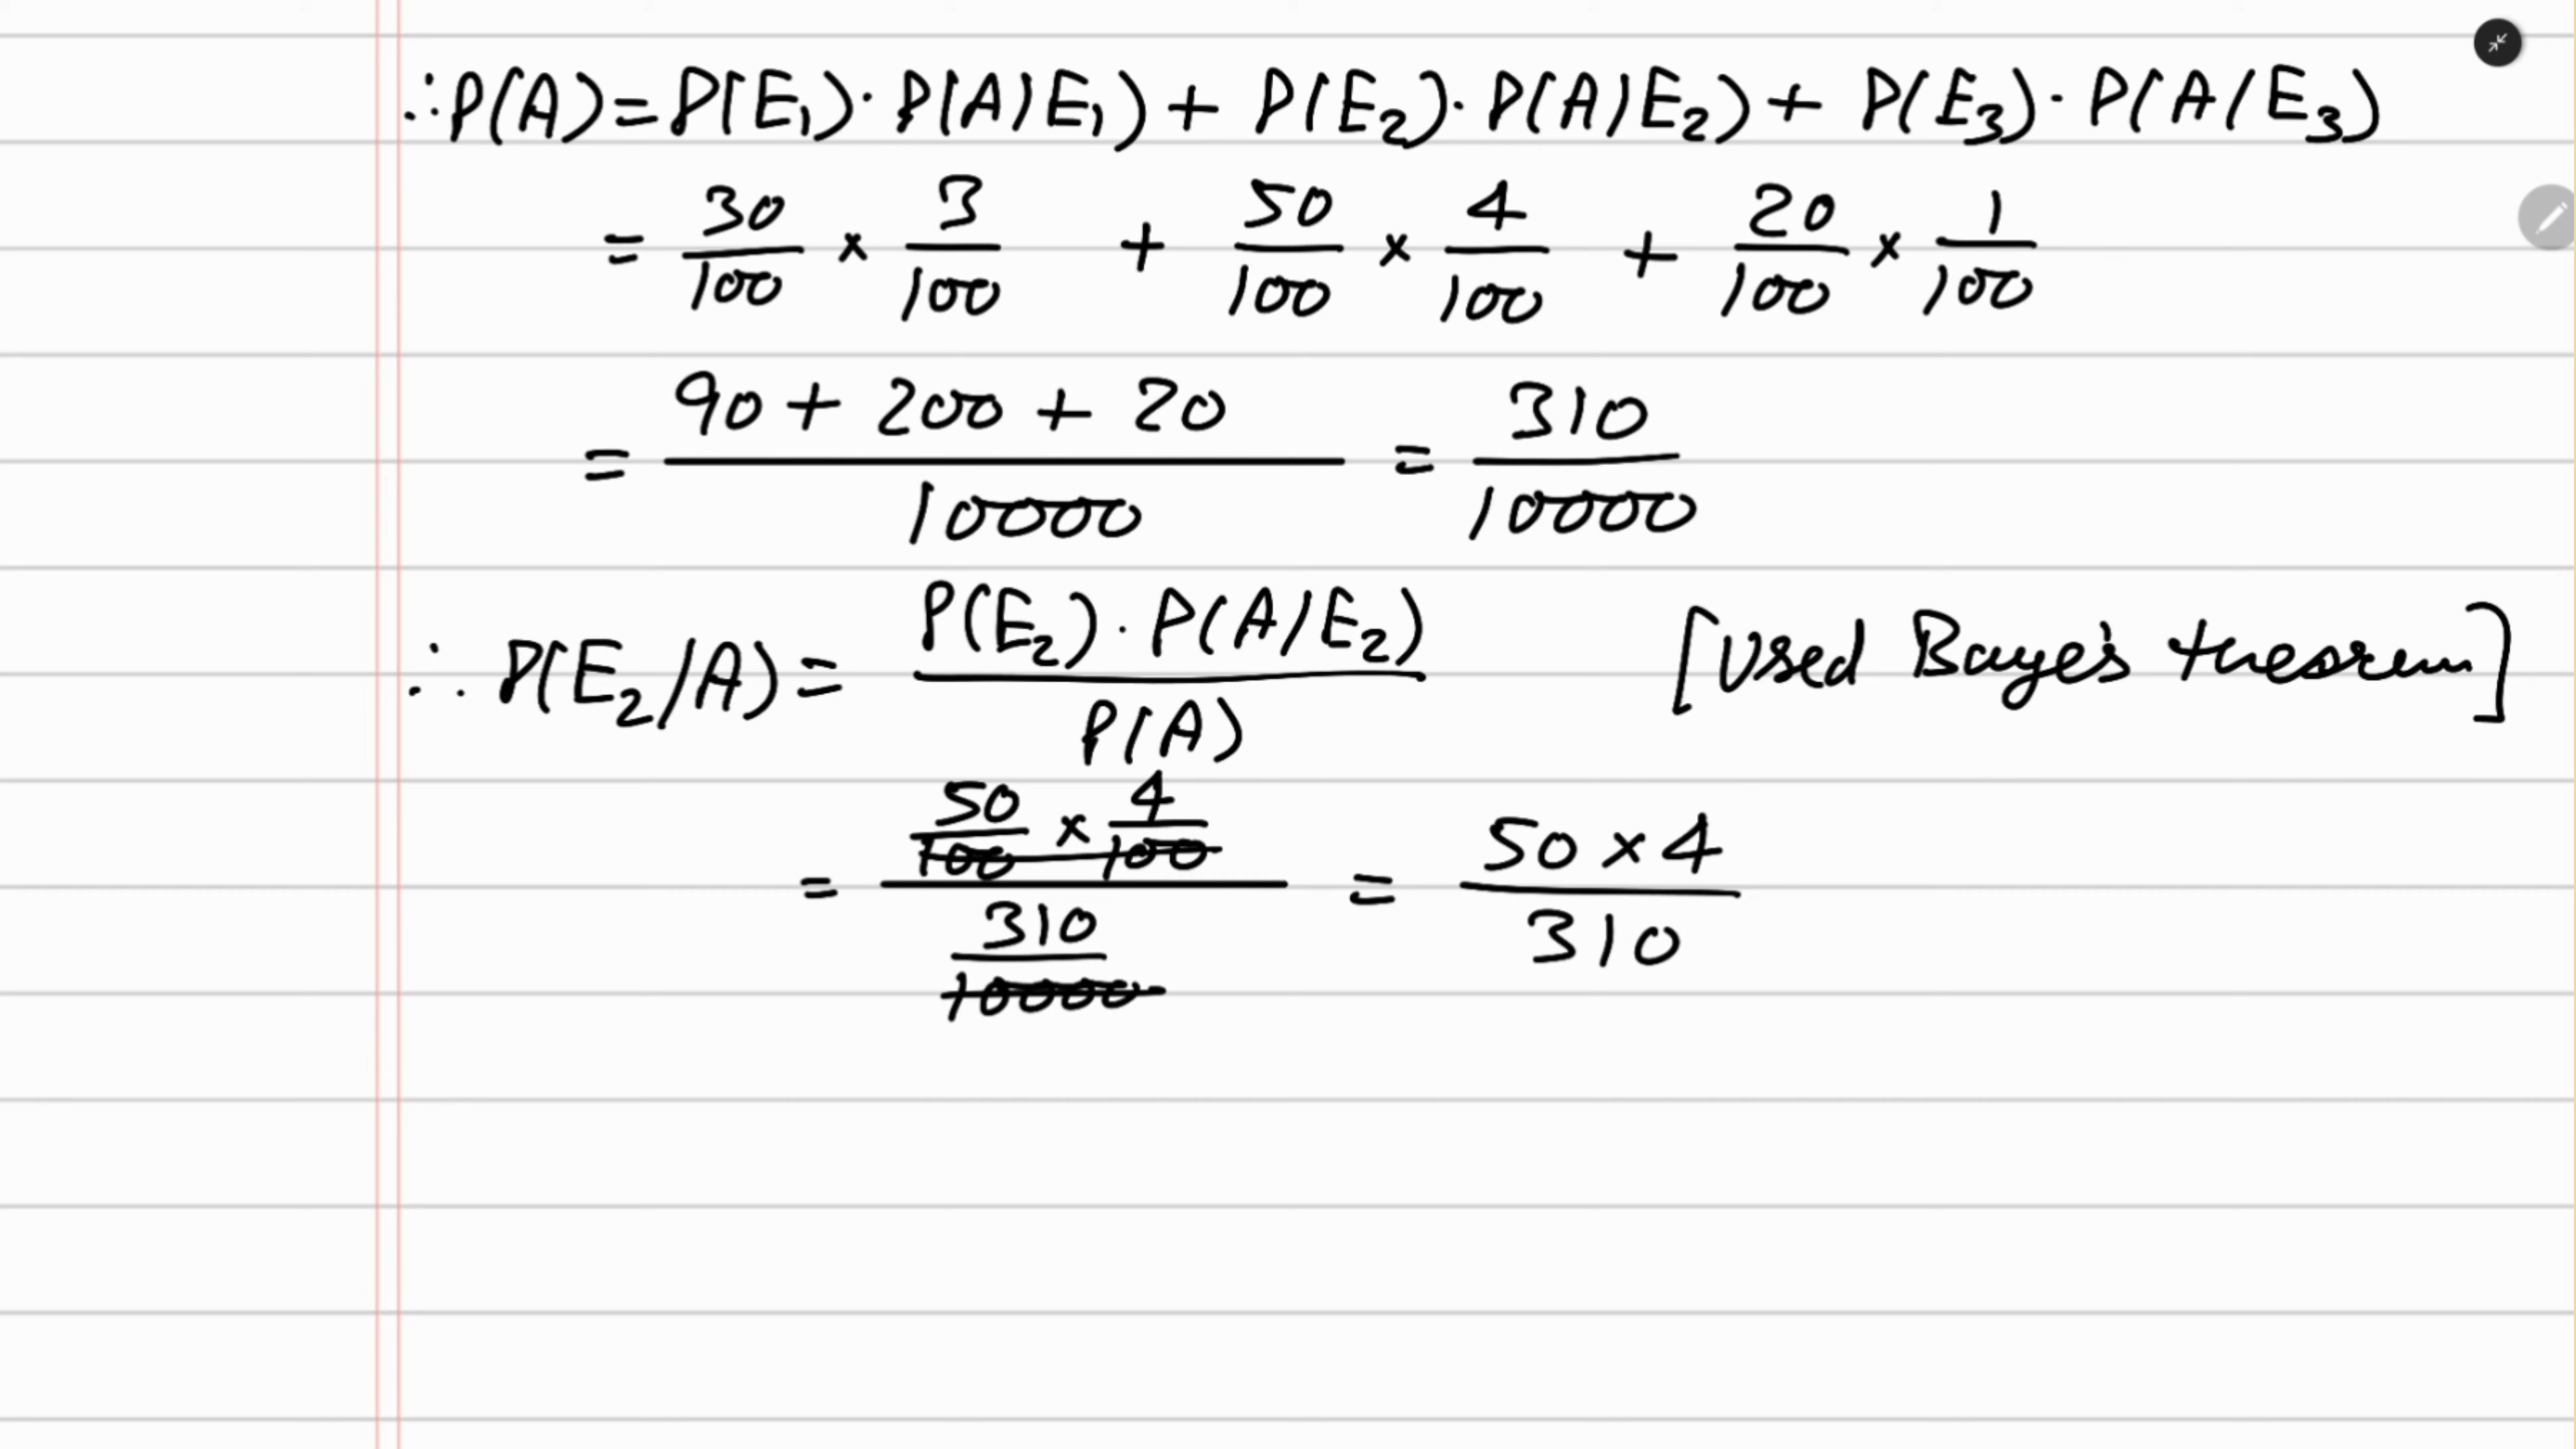 ∴P(A)=P(E₁)·P(A/E₁)+P(E₂)·P(A/E₂)+P(E₃)·P(A/E₃)
= 30/100 × 3/100 + 50/100 × 4/100 + 20/100 × 1/100
= (90+200+20)/10000 = 310/10000
∴ P(E₂/A)= P(E₂)·P(A/E₂)/P(A) [Used Baye's theorem]
= (50/100 × 4/100)/(310/10000) = (50×4)/310